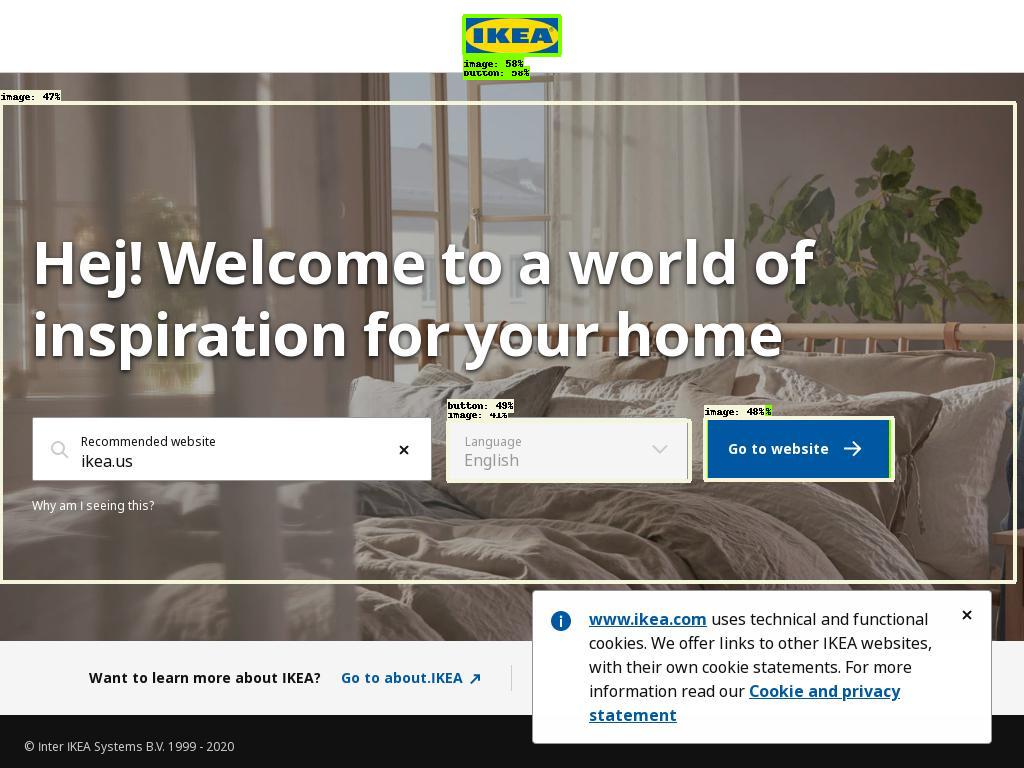 IKEA
image: 58%
button: 58%
image: 47%
Hej! Welcome to a world of
inspiration for your home
button: 49%
image: 41%
image: 48%
Recommended website
ikea.us
Language
English
Go to website
Why am I seeing this?
www.ikea.com uses technical and functional
cookies. We offer links to other IKEA websites,
with their own cookie statements. For more
information read our Cookie and privacy
statement
Want to learn more about IKEA? Go to about.IKEA
© Inter IKEA Systems B.V. 1999 - 2020